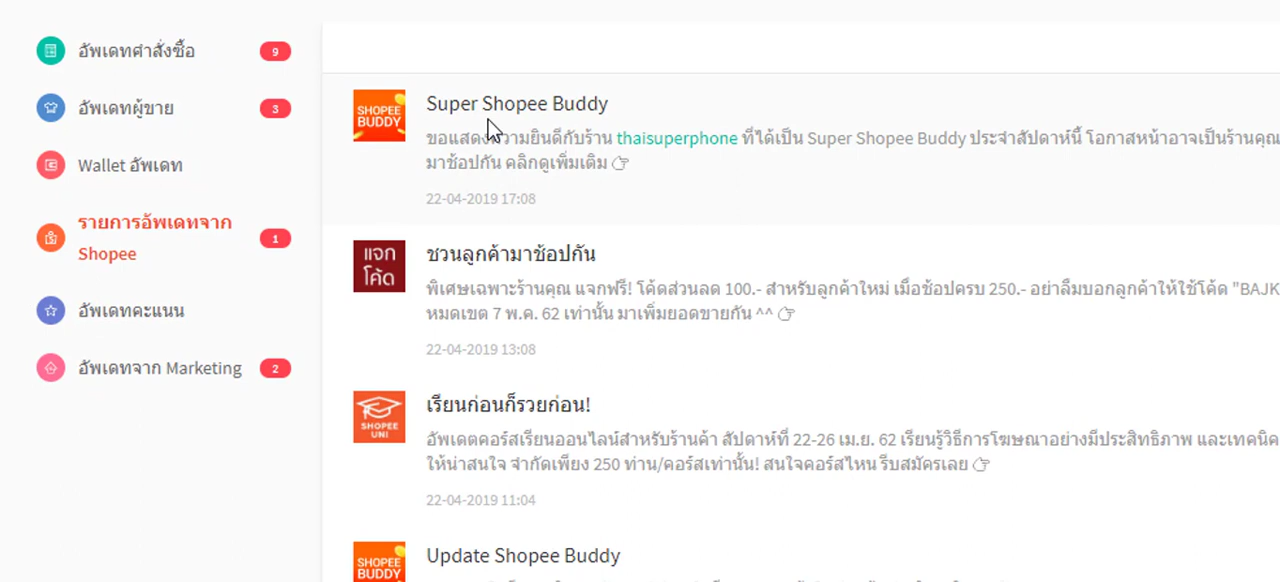 อัพเดทคำสั่งซื้อ 9
อัพเดทผู้ขาย 3
Wallet อัพเดท
รายการอัพเดทจาก
Shopee 1
อัพเดทคะแนน
อัพเดทจาก Marketing 2
SHOPEE
BUDDY
Super Shopee Buddy
ขอแสดงความยินดีกับร้าน thaisuperphone ที่ได้เป็น Super Shopee Buddy ประจำสัปดาห์นี้ โอกาสหน้าอาจเป็นร้านคุณ
มาช้อปกัน คลิกดูเพิ่มเติม
22-04-2019 17:08
แจก
โค้ด
ชวนลูกค้ามาช้อปกัน
พิเศษเฉพาะร้านคุณ แจกฟรี! โค้ดส่วนลด 100.- สำหรับลูกค้าใหม่ เมื่อช้อปครบ 250.- อย่าลืมบอกลูกค้าให้ใช้โค้ด "BAJK
หมดเขต 7 พ.ค. 62 เท่านั้น มาเพิ่มยอดขายกัน ^^
22-04-2019 13:08
SHOPEE
UNI
เรียนก่อนก็รวยก่อน!
อัพเดตคอร์สเรียนออนไลน์สำหรับร้านค้า สัปดาห์ที่ 22-26 เม.ย. 62 เรียนรู้วิธีการโฆษณาอย่างมีประสิทธิภาพ และเทคนิค
ให้น่าสนใจ จำกัดเพียง 250 ท่าน/คอร์สเท่านั้น! สนใจคอร์สไหน รีบสมัครเลย
22-04-2019 11:04
SHOPEE
BUDDY
Update Shopee Buddy